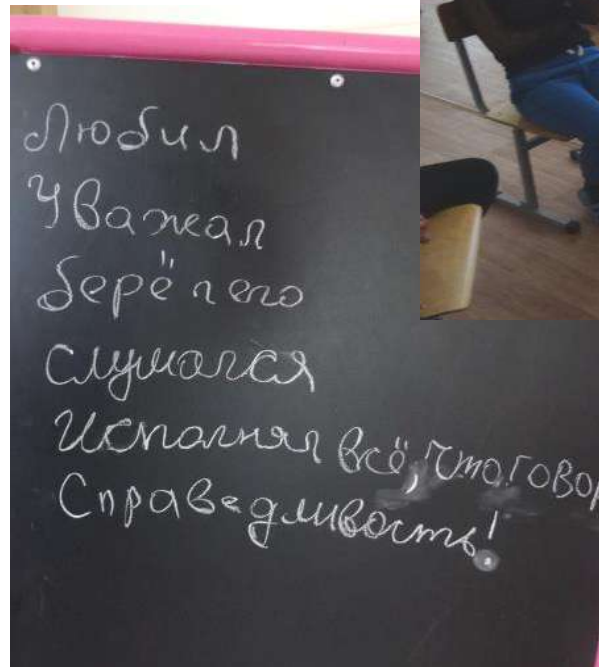 Любил
Уважал
берёг его
слушался
Исполнял всё, что говор
Справедливость!